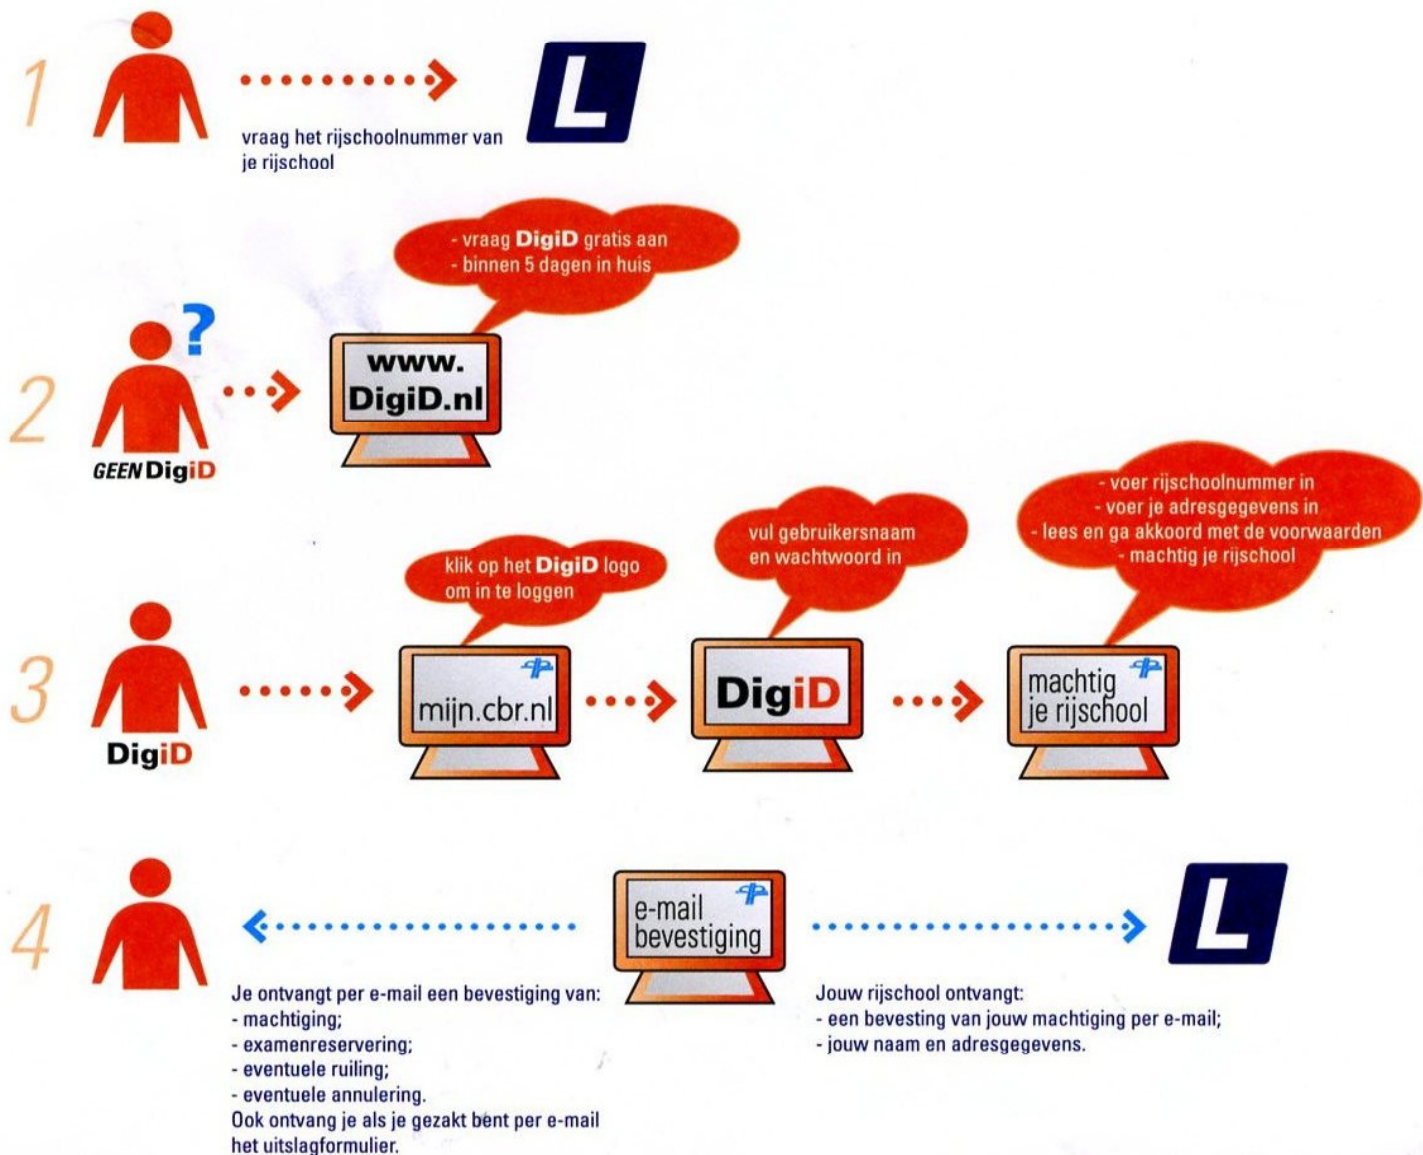 1
L
vraag het rijschoolnummer van
je rijschool
- vraag DigiD gratis aan
- binnen 5 dagen in huis
2
?
www.
DigiD.nl
GEEN DigiD
- voer rijschoolnummer in
- voer je adresgegevens in
- lees en ga akkoord met de voorwaarden
- machtig je rijschool
vul gebruikersnaam
en wachtwoord in
klik op het DigiD logo
om in te loggen
3
DigiD
mijn.cbr.nl
DigiD
machtig
je rijschool
4
e-mail
bevestiging
L
Je ontvangt per e-mail een bevestiging van:
- machtiging;
- examenreservering;
- eventuele ruiling;
- eventuele annulering.
Ook ontvang je als je gezakt bent per e-mail
het uitslagformulier.
Jouw rijschool ontvangt:
- een bevesting van jouw machtiging per e-mail;
- jouw naam en adresgegevens.